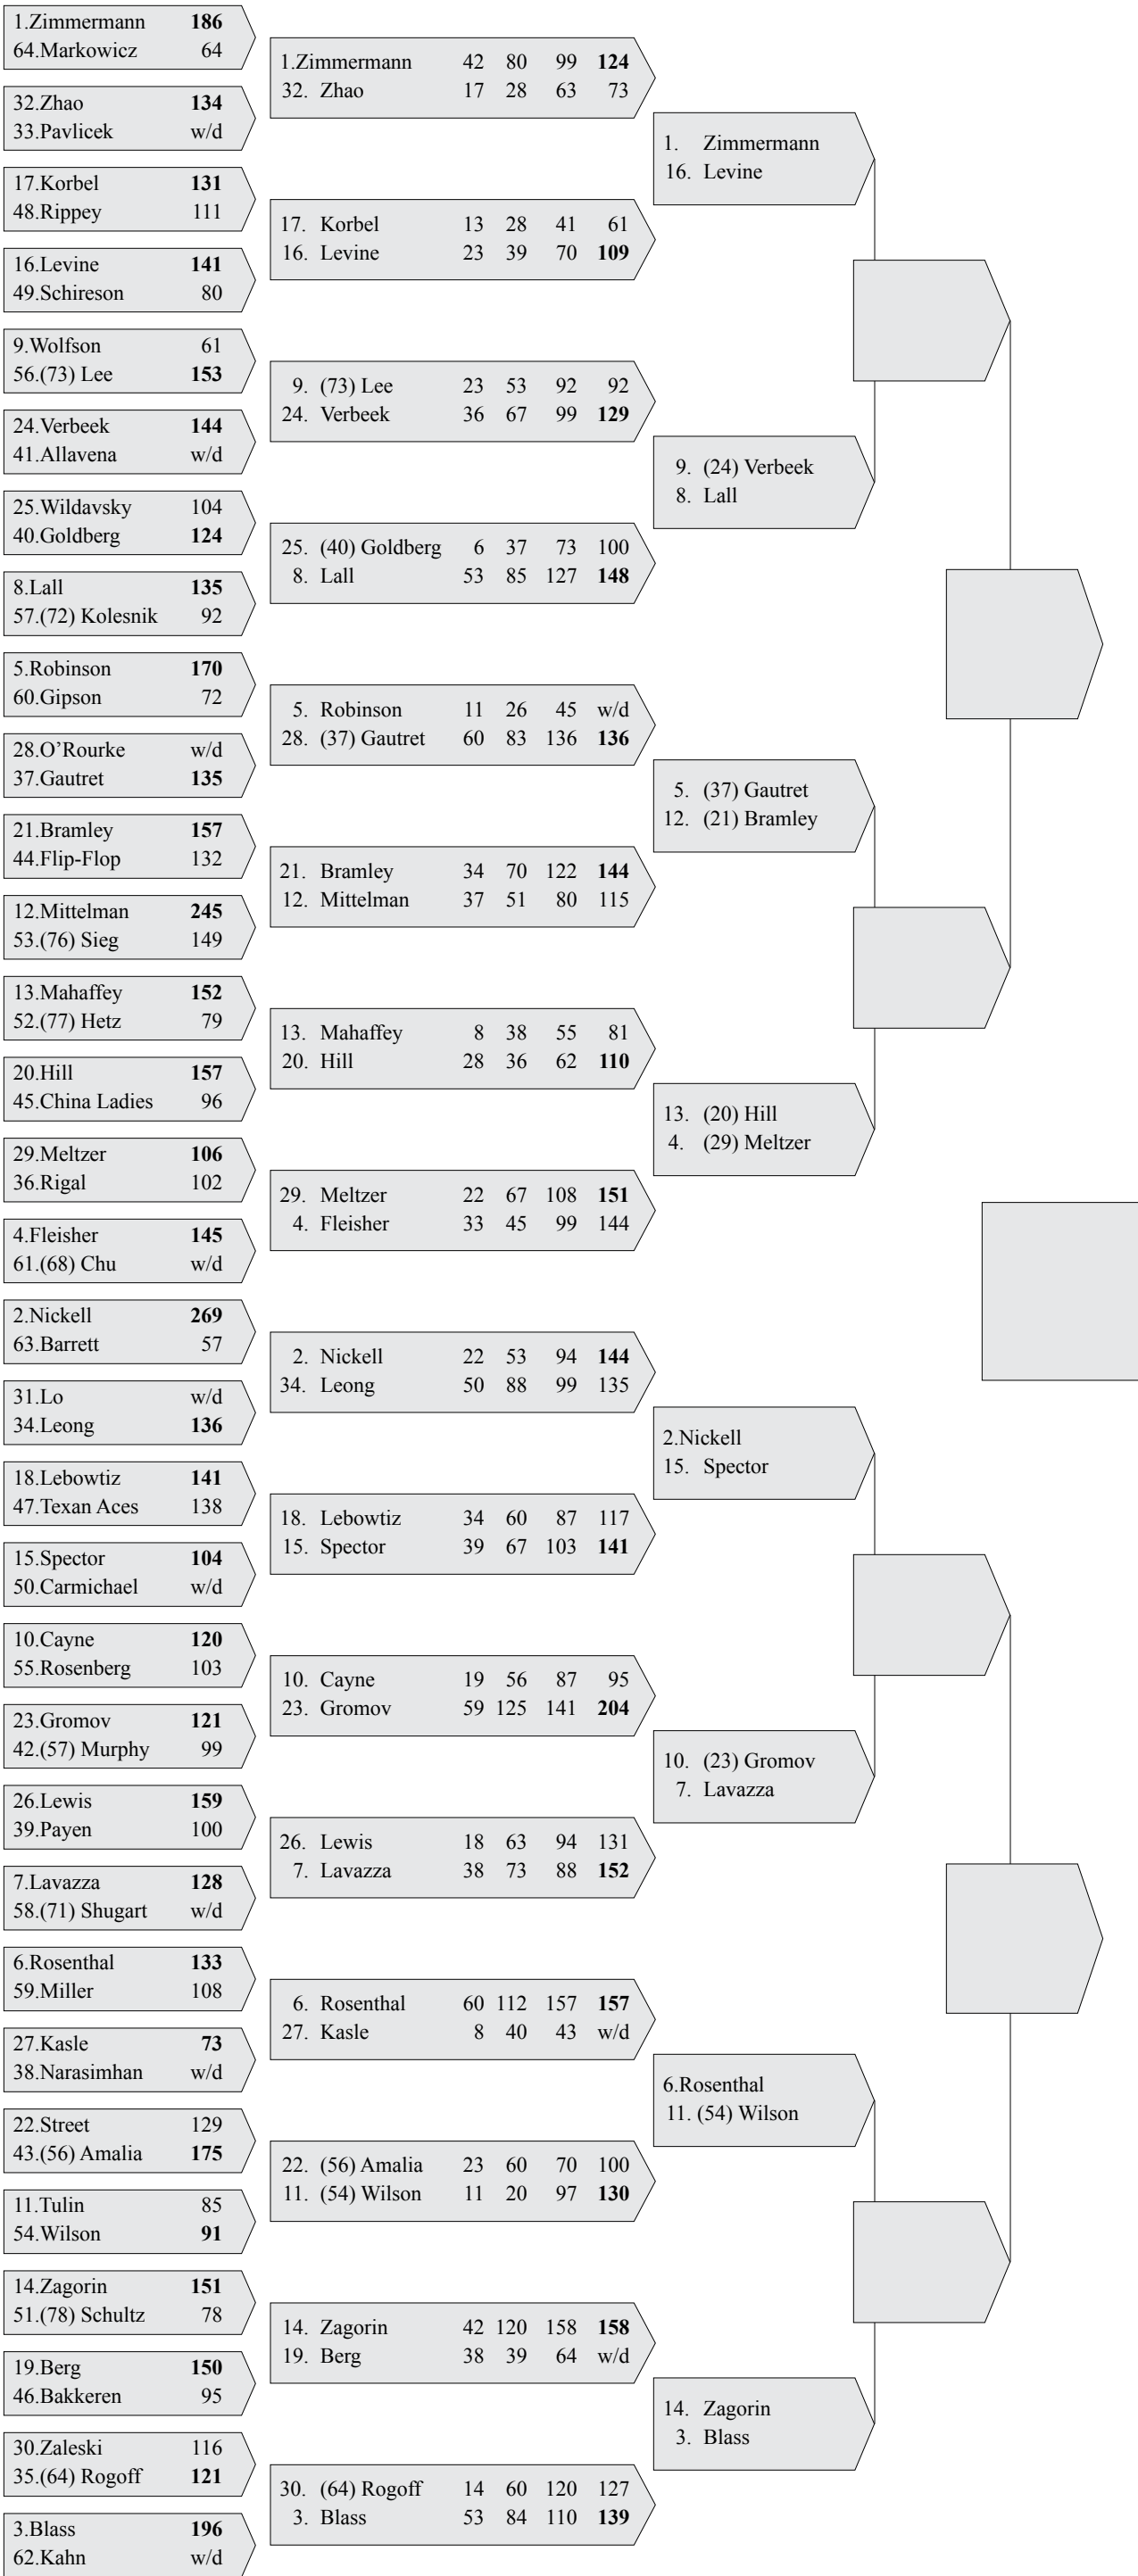 1.Zimmermann 186
64.Markowicz 64
32.Zhao 134
33.Pavlicek w/d
17.Korbel 131
48.Rippey 111
16.Levine 141
49.Schireson 80
9.Wolfson 61
56.(73) Lee 153
24.Verbeek 144
41.Allavena w/d
25.Wildavsky 104
40.Goldberg 124
8.Lall 135
57.(72) Kolesnik 92
5.Robinson 170
60.Gipson 72
28.O’Rourke w/d
37.Gautret 135
21.Bramley 157
44.Flip-Flop 132
12.Mittelman 245
53.(76) Sieg 149
13.Mahaffey 152
52.(77) Hetz 79
20.Hill 157
45.China Ladies 96
29.Meltzer 106
36.Rigal 102
4.Fleisher 145
61.(68) Chu w/d
2.Nickell 269
63.Barrett 57
31.Lo w/d
34.Leong 136
18.Lebowtiz 141
47.Texan Aces 138
15.Spector 104
50.Carmichael w/d
10.Cayne 120
55.Rosenberg 103
23.Gromov 121
42.(57) Murphy 99
26.Lewis 159
39.Payen 100
7.Lavazza 128
58.(71) Shugart w/d
6.Rosenthal 133
59.Miller 108
27.Kasle 73
38.Narasimhan w/d
22.Street 129
43.(56) Amalia 175
11.Tulin 85
54.Wilson 91
14.Zagorin 151
51.(78) Schultz 78
19.Berg 150
46.Bakkeren 95
30.Zaleski 116
35.(64) Rogoff 121
3.Blass 196
62.Kahn w/d
1.Zimmermann 42 80 99 124
32. Zhao 17 28 63 73
17. Korbel 13 28 41 61
16. Levine 23 39 70 109
9. (73) Lee 23 53 92 92
24. Verbeek 36 67 99 129
25. (40) Goldberg 6 37 73 100
8. Lall 53 85 127 148
5. Robinson 11 26 45 w/d
28. (37) Gautret 60 83 136 136
21. Bramley 34 70 122 144
12. Mittelman 37 51 80 115
13. Mahaffey 8 38 55 81
20. Hill 28 36 62 110
29. Meltzer 22 67 108 151
4. Fleisher 33 45 99 144
2. Nickell 22 53 94 144
34. Leong 50 88 99 135
18. Lebowtiz 34 60 87 117
15. Spector 39 67 103 141
10. Cayne 19 56 87 95
23. Gromov 59 125 141 204
26. Lewis 18 63 94 131
7. Lavazza 38 73 88 152
6. Rosenthal 60 112 157 157
27. Kasle 8 40 43 w/d
22. (56) Amalia 23 60 70 100
11. (54) Wilson 11 20 97 130
14. Zagorin 42 120 158 158
19. Berg 38 39 64 w/d
30. (64) Rogoff 14 60 120 127
3. Blass 53 84 110 139
1. Zimmermann
16. Levine
9. (24) Verbeek
8. Lall
5. (37) Gautret
12. (21) Bramley
13. (20) Hill
4. (29) Meltzer
2.Nickell
15. Spector
10. (23) Gromov
7. Lavazza
6.Rosenthal
11. (54) Wilson
14. Zagorin
3. Blass